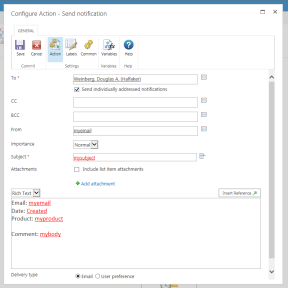 Configure Action - Send notification
GENERAL
Save Cancel Action Labels Common Variables Help
Commit Settings Variables Help
To * Weinberg, Douglas A. (Halfaker)
Send individually addressed notifications
CC
BCC
From myemail
Importance Normal
Subject * mysubject
Attachments Include list item attachments
Add attachment
Rich Text Insert Reference
Email: myemail
Date: Created
Product: myproduct
Comment: mybody
Delivery type Email User preference